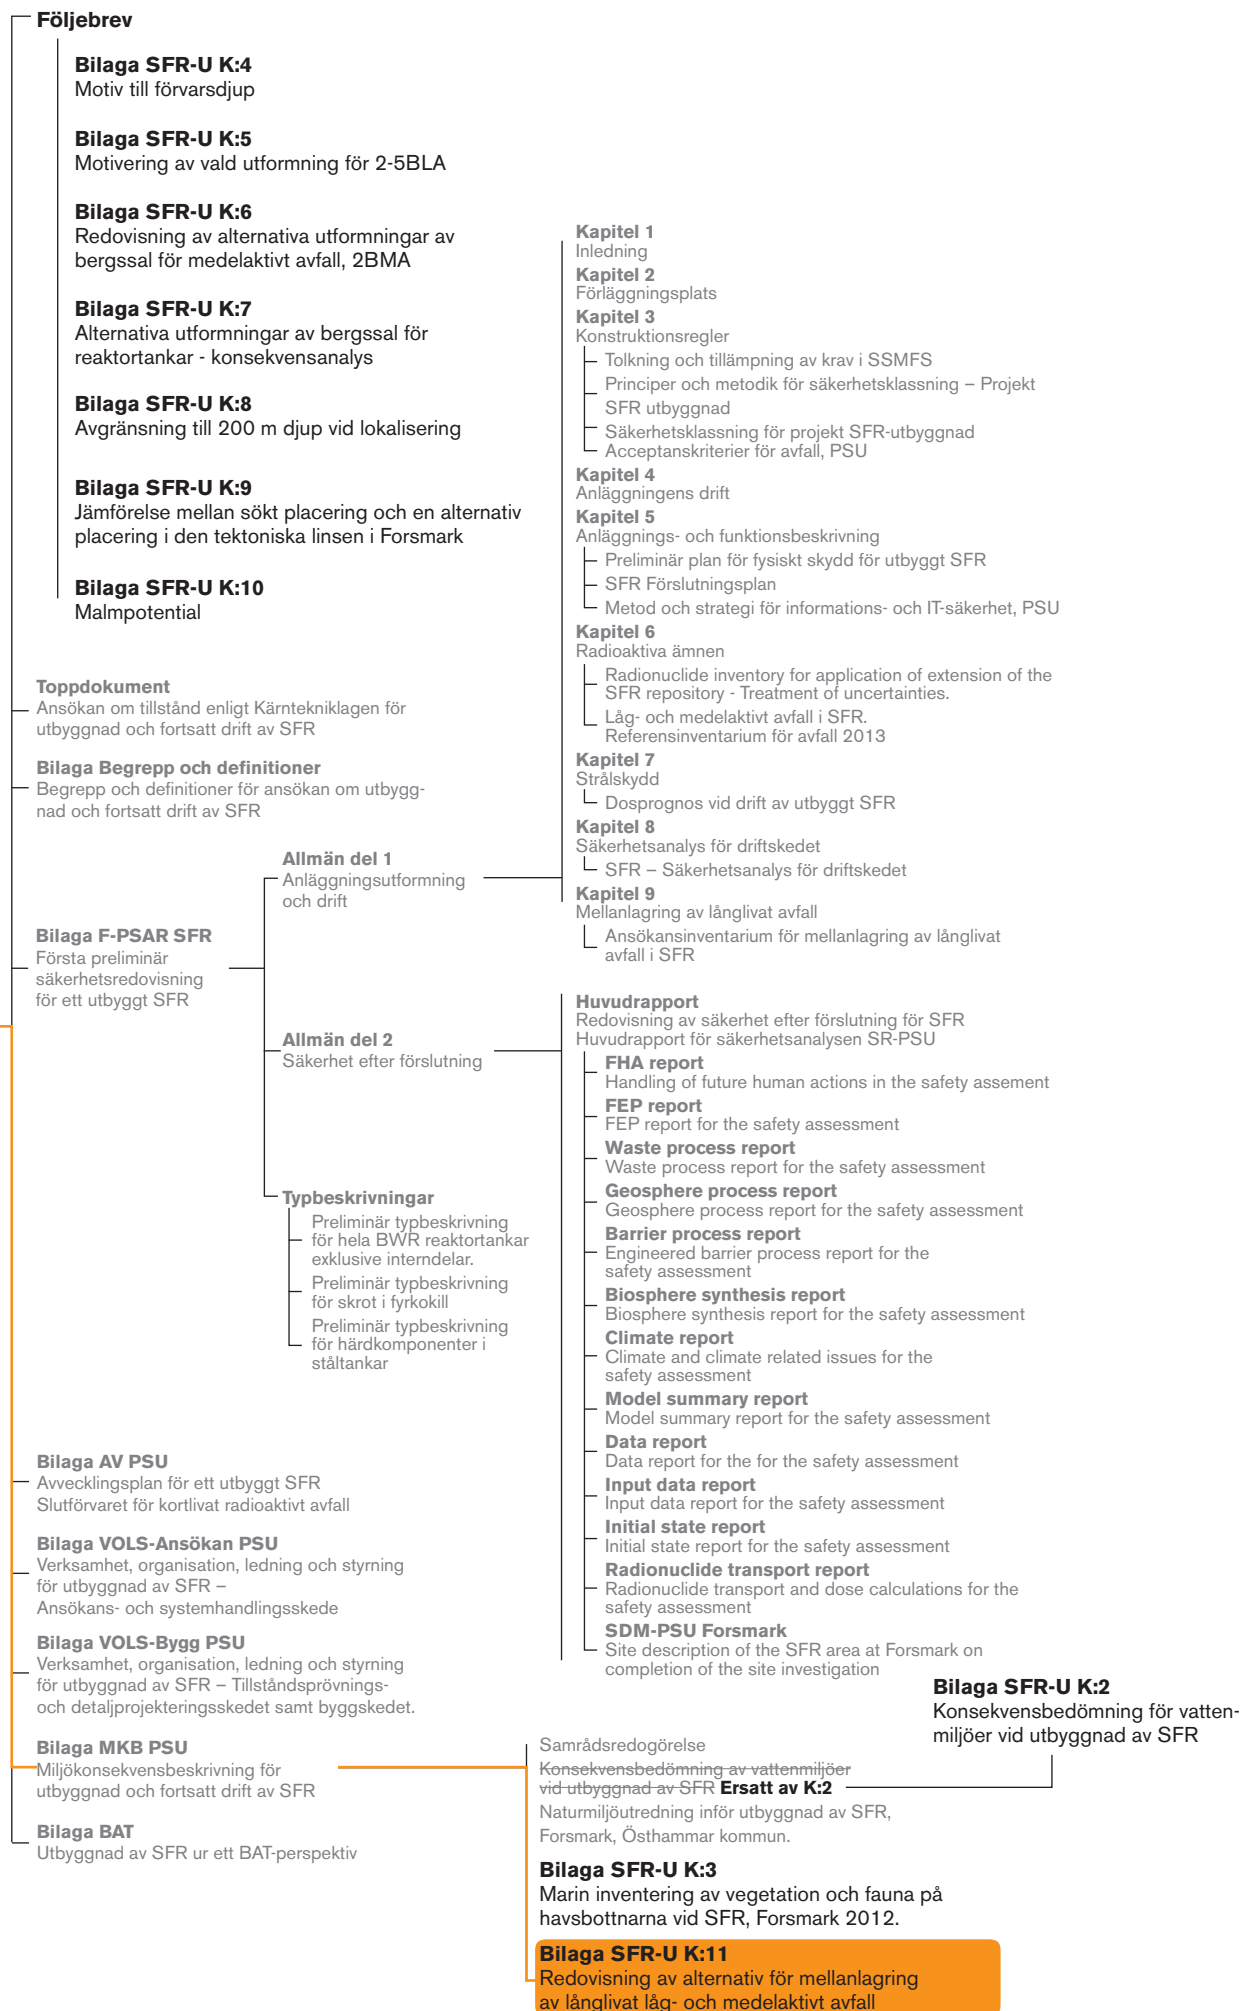 Följebrev
Bilaga SFR-U K:4
Motiv till förvarsdjup
Bilaga SFR-U K:5
Motivering av vald utformning för 2-5BLA
Bilaga SFR-U K:6
Redovisning av alternativa utformningar av
bergssal för medelaktivt avfall, 2BMA
Bilaga SFR-U K:7
Alternativa utformningar av bergssal för
reaktortankar - konsekvensanalys
Bilaga SFR-U K:8
Avgränsning till 200 m djup vid lokalisering
Bilaga SFR-U K:9
Jämförelse mellan sökt placering och en alternativ
placering i den tektoniska linsen i Forsmark
Bilaga SFR-U K:10
Malmpotential
Toppdokument
Ansökan om tillstånd enligt Kärntekniklagen för
utbyggnad och fortsatt drift av SFR
Bilaga Begrepp och definitioner
Begrepp och definitioner för ansökan om utbygg-
nad och fortsatt drift av SFR
Bilaga F-PSAR SFR
Första preliminär
säkerhetsredovisning
för ett utbyggt SFR
Allmän del 1
Anläggningsutformning
och drift
Kapitel 1
Inledning
Kapitel 2
Förläggningsplats
Kapitel 3
Konstruktionsregler
Tolkning och tillämpning av krav i SSMFS
Principer och metodik för säkerhetsklassning – Projekt
SFR utbyggnad
Säkerhetsklassning för projekt SFR-utbyggnad
Acceptanskriterier för avfall, PSU
Kapitel 4
Anläggningens drift
Kapitel 5
Anläggnings- och funktionsbeskrivning
Preliminär plan för fysiskt skydd för utbyggt SFR
SFR Förslutningsplan
Metod och strategi för informations- och IT-säkerhet, PSU
Kapitel 6
Radioaktiva ämnen
Radionuclide inventory for application of extension of the
SFR repository - Treatment of uncertainties.
Låg- och medelaktivt avfall i SFR.
Referensinventarium för avfall 2013
Kapitel 7
Strålskydd
Dosprognos vid drift av utbyggt SFR
Kapitel 8
Säkerhetsanalys för driftskedet
SFR – Säkerhetsanalys för driftskedet
Kapitel 9
Mellanlagring av långlivat avfall
Ansökansinventarium för mellanlagring av långlivat
avfall i SFR
Allmän del 2
Säkerhet efter förslutning
Huvudrapport
Redovisning av säkerhet efter förslutning för SFR
Huvudrapport för säkerhetsanalysen SR-PSU
FHA report
Handling of future human actions in the safety assement
FEP report
FEP report for the safety assessment
Waste process report
Waste process report for the safety assessment
Geosphere process report
Geosphere process report for the safety assessment
Barrier process report
Engineered barrier process report for the
safety assessment
Biosphere synthesis report
Biosphere synthesis report for the safety assessment
Climate report
Climate and climate related issues for the
safety assessment
Model summary report
Model summary report for the safety assessment
Data report
Data report for the for the safety assessment
Input data report
Input data report for the safety assessment
Initial state report
Initial state report for the safety assessment
Radionuclide transport report
Radionuclide transport and dose calculations for the
safety assessment
SDM-PSU Forsmark
Site description of the SFR area at Forsmark on
completion of the site investigation
Typbeskrivningar
Preliminär typbeskrivning
för hela BWR reaktortankar
exklusive interndelar.
Preliminär typbeskrivning
för skrot i fyrkokill
Preliminär typbeskrivning
för härdkomponenter i
ståltankar
Bilaga AV PSU
Avvecklingsplan för ett utbyggt SFR
Slutförvaret för kortlivat radioaktivt avfall
Bilaga VOLS-Ansökan PSU
Verksamhet, organisation, ledning och styrning
för utbyggnad av SFR –
Ansökans- och systemhandlingsskede
Bilaga VOLS-Bygg PSU
Verksamhet, organisation, ledning och styrning
för utbyggnad av SFR – Tillståndsprövnings-
och detaljprojekteringsskedet samt byggskedet.
Bilaga MKB PSU
Miljökonsekvensbeskrivning för
utbyggnad och fortsatt drift av SFR
Bilaga SFR-U K:2
Konsekvensbedömning för vatten-
miljöer vid utbyggnad av SFR
Samrådsredogörelse
Konsekvensbedömning av vattenmiljöer
vid utbyggnad av SFR Ersatt av K:2
Naturmiljöutredning inför utbyggnad av SFR,
Forsmark, Östhammar kommun.
Bilaga SFR-U K:3
Marin inventering av vegetation och fauna på
havsbottnarna vid SFR, Forsmark 2012.
Bilaga SFR-U K:11
Redovisning av alternativ för mellanlagring
av långlivat låg- och medelaktivt avfall
Bilaga BAT
Utbyggnad av SFR ur ett BAT-perspektiv